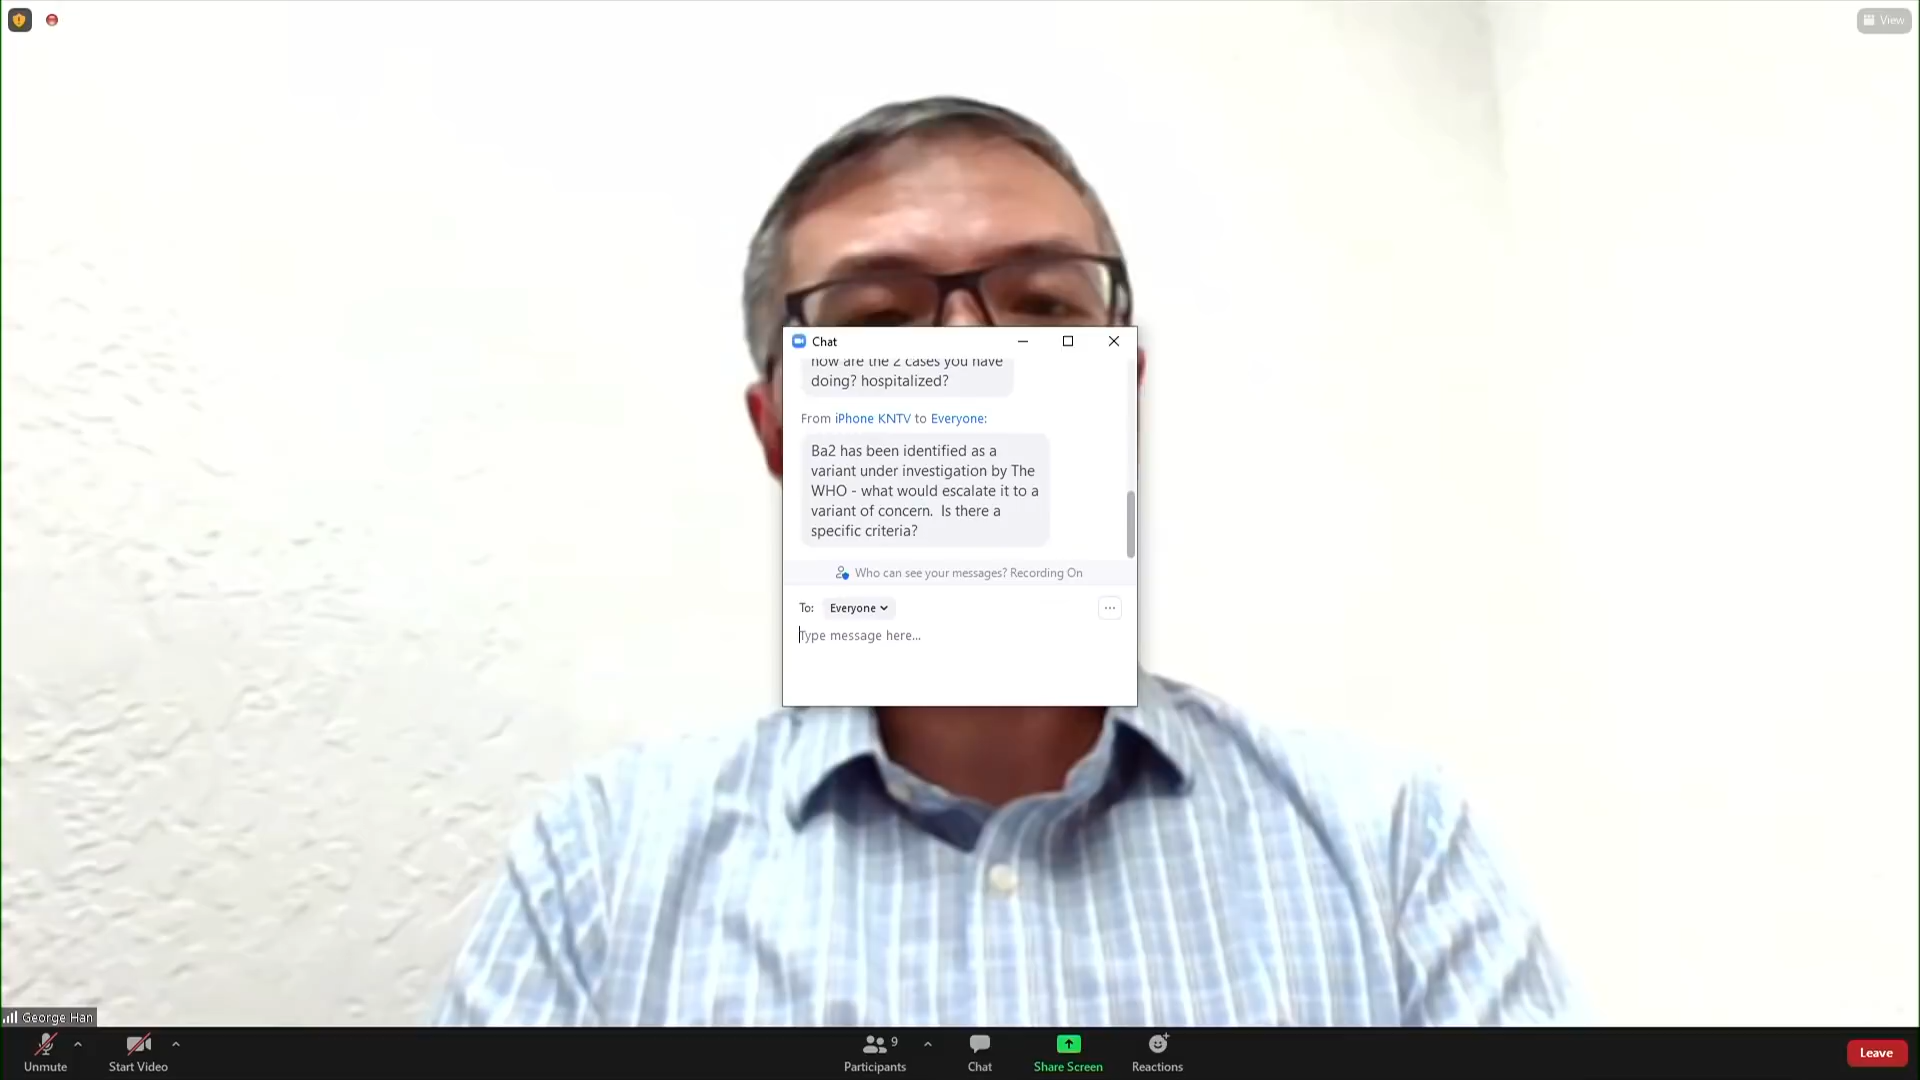 View
Chat
how are the 2 cases you have
doing? hospitalized?
From iPhone KNTV to Everyone:
Ba2 has been identified as a
variant under investigation by The
WHO - what would escalate it to a
variant of concern.  Is there a
specific criteria?
Who can see your messages? Recording On
To: Everyone
Type message here...
George Han
Unmute
Start Video
9
Participants
Chat
Share Screen
Reactions
Leave